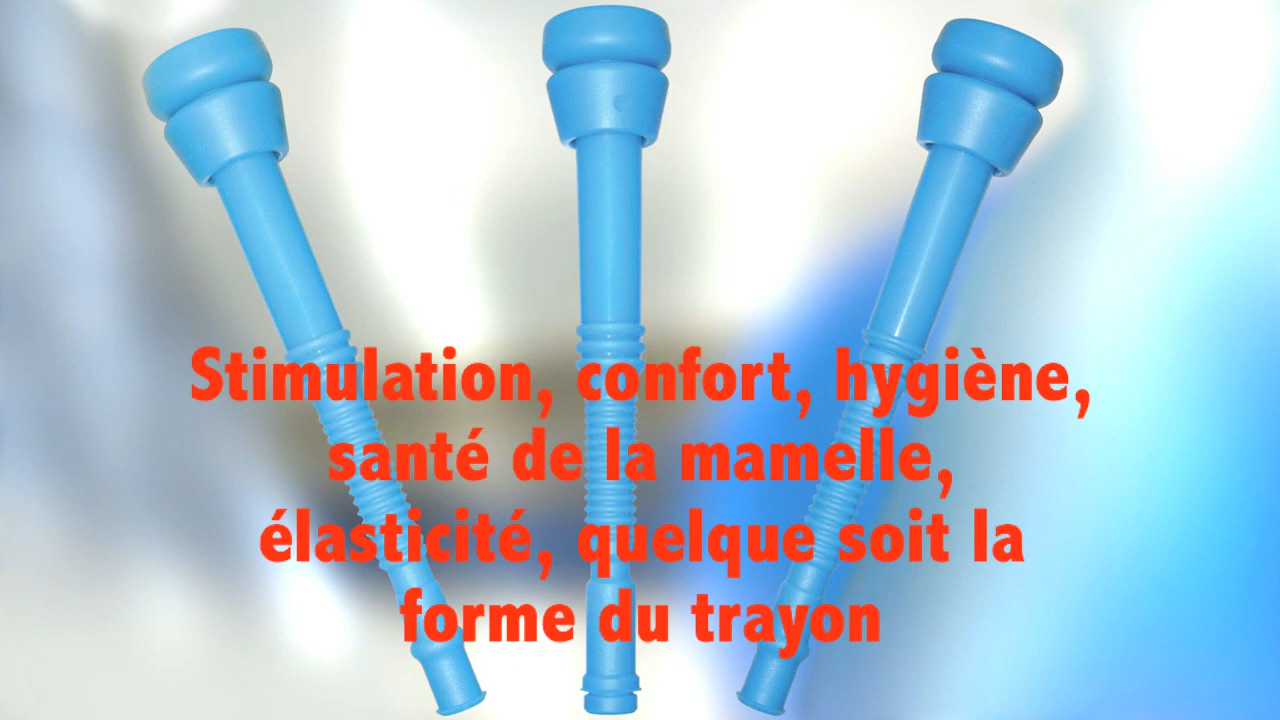 Stimulation, confort, hygiène,
santé de la mamelle,
élasticité, quelque soit la
forme du trayon